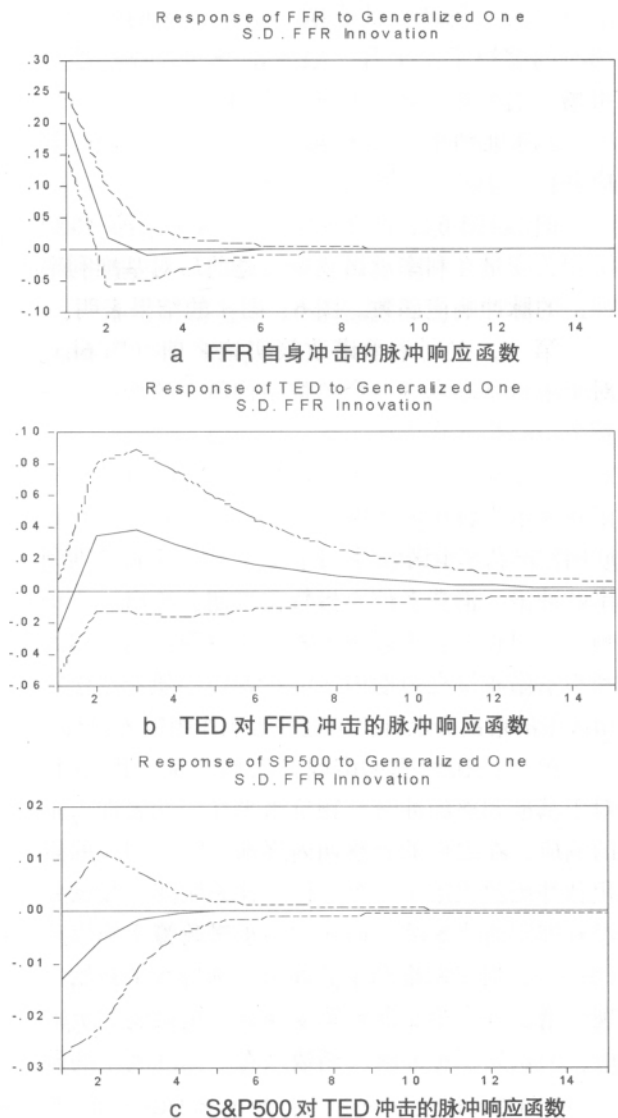 Response of FFR to Generalized One
S.D. FFR Innovation
.30
.25
.20
.15
.10
.05
.00
-.05
-.10
2 4 6 8 10 12 14
a FFR 自身冲击的脉冲响应函数
Response of TED to Generalized One
S.D. FFR Innovation
.10
.08
.06
.04
.02
.00
-.02
-.04
-.06
2 4 6 8 10 12 14
b TED 对 FFR 冲击的脉冲响应函数
Response of SP500 to Generalized One
S.D. FFR Innovation
.02
.01
.00
-.01
-.02
-.03
2 4 6 8 10 12 14
c S&P500 对 TED 冲击的脉冲响应函数